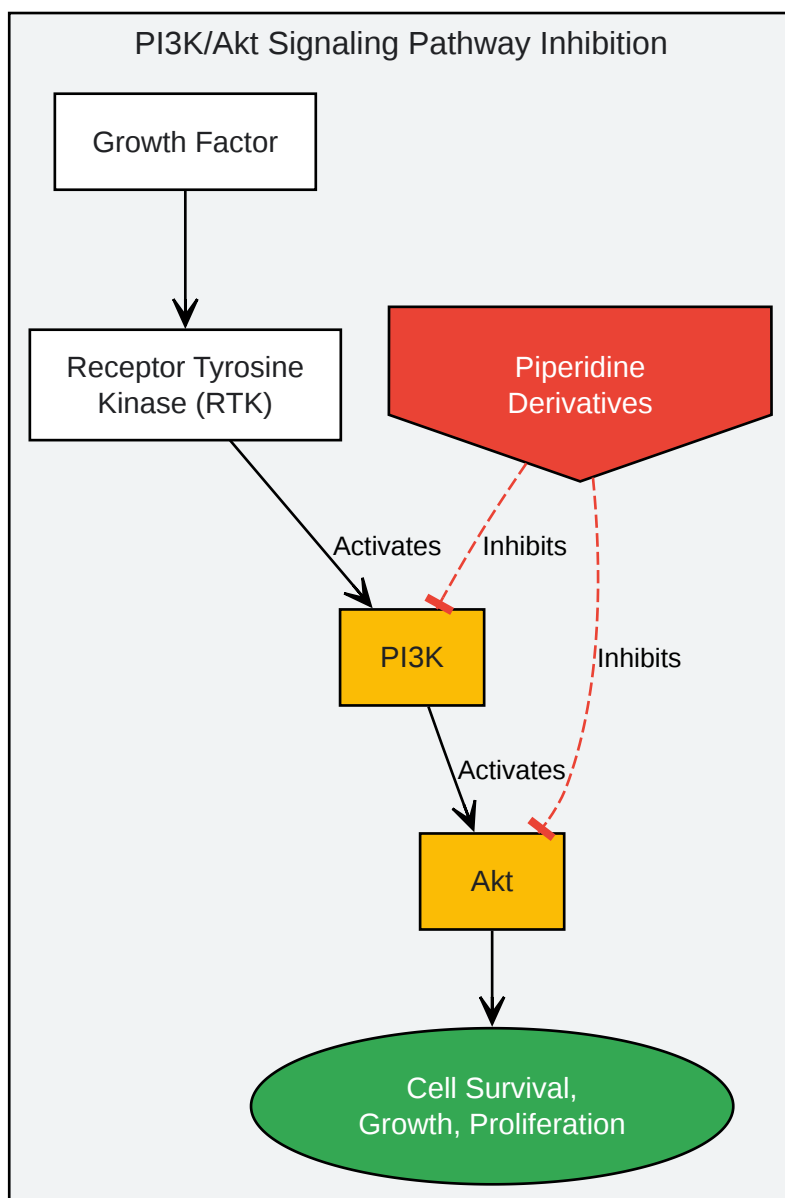 PI3K/Akt Signaling Pathway Inhibition
Growth Factor
Receptor Tyrosine
Kinase (RTK)
Piperidine
Derivatives
Activates
Inhibits
PI3K
Inhibits
Activates
Akt
Cell Survival,
Growth, Proliferation